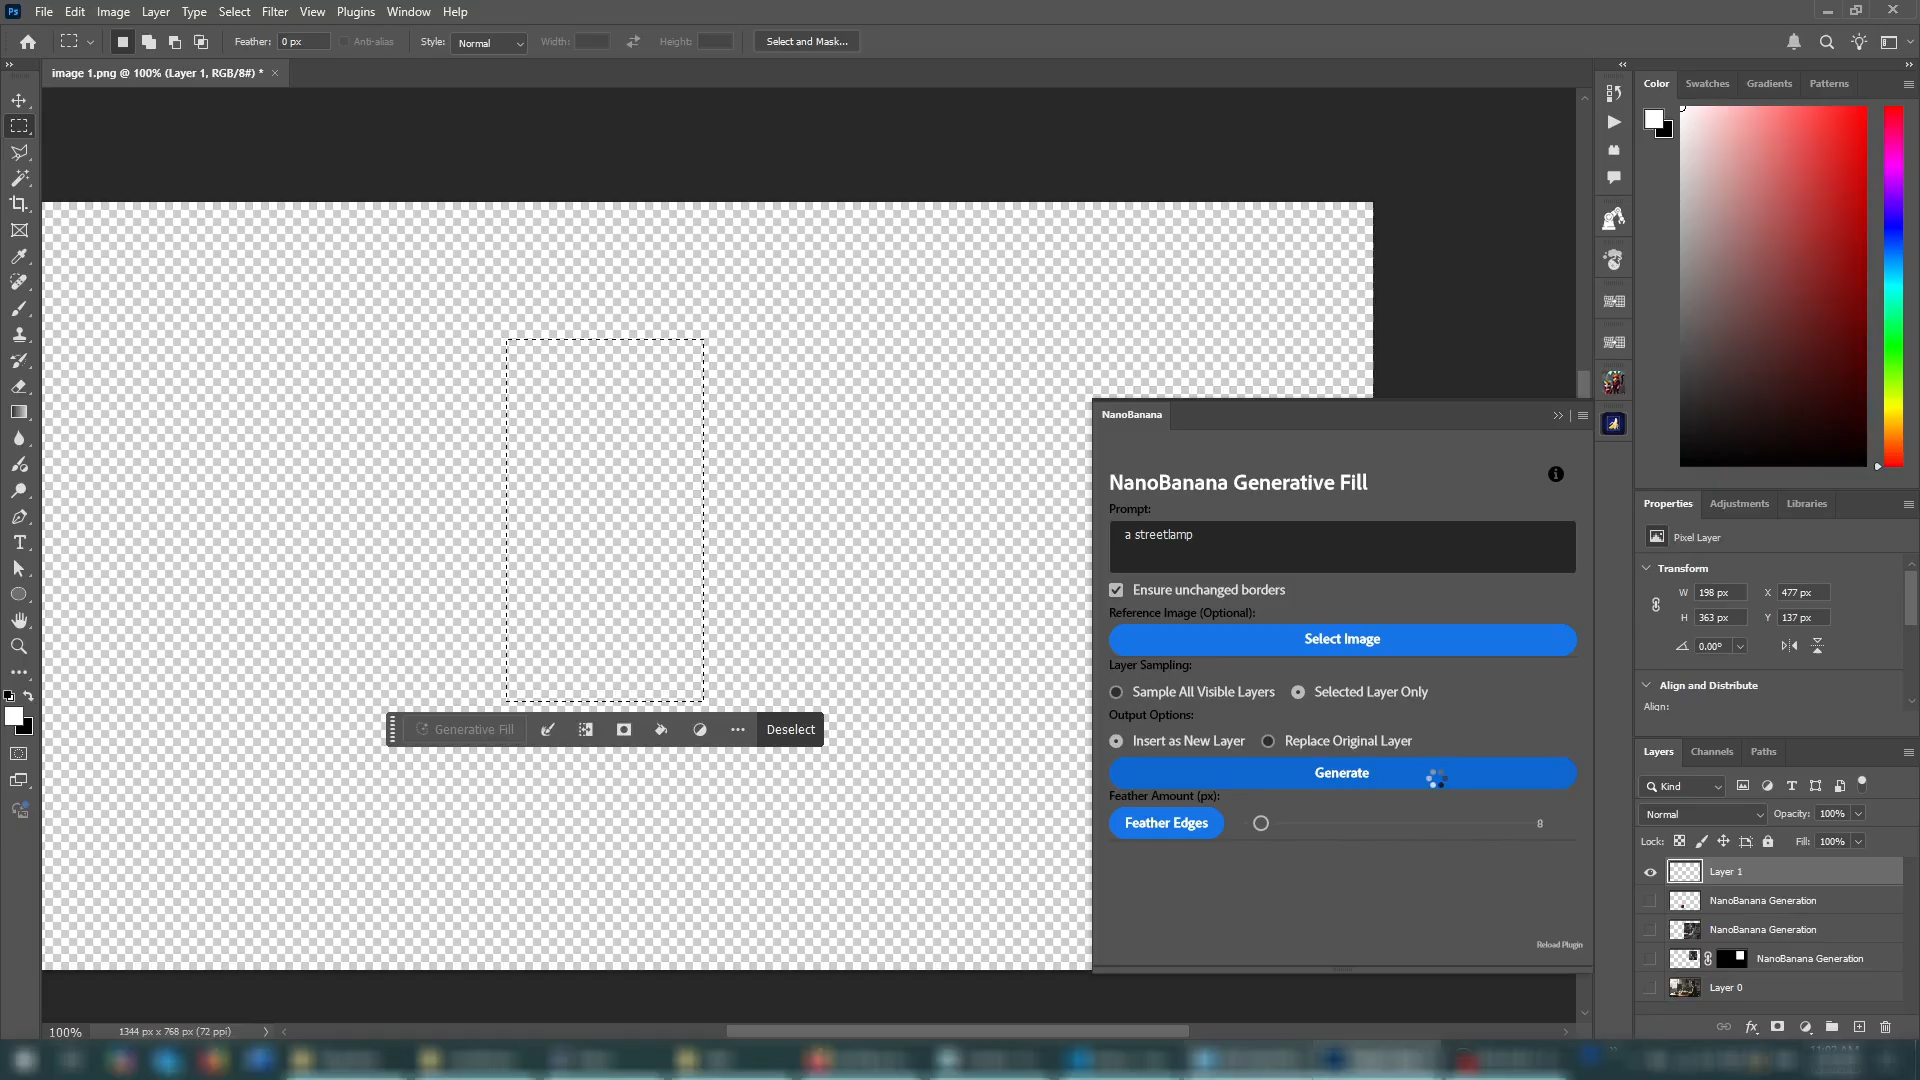 Ps File Edit Image Layer Type Select Filter View Plugins Window Help
Feather: 0 px Anti-alias Style: Normal Width: Height: Select and Mask...
image 1.png @ 100% (Layer 1, RGB/8#) *
Color Swatches Gradients Patterns
NanoBanana
NanoBanana Generative Fill
Prompt:
a streetlamp
Ensure unchanged borders
Reference Image (Optional):
Select Image
Layer Sampling:
Sample All Visible Layers Selected Layer Only
Output Options:
Insert as New Layer Replace Original Layer
Generate
Feather Amount (px):
Feather Edges 8
Reload Plugin
Generative Fill Deselect
Properties Adjustments Libraries
Pixel Layer
Transform
W 198 px X 477 px
H 363 px Y 137 px
0.00°
Align and Distribute
Align:
Layers Channels Paths
Kind
Normal Opacity: 100%
Lock: Fill: 100%
Layer 1
NanoBanana Generation
NanoBanana Generation
NanoBanana Generation
Layer 0
fx
100% 1344 px x 768 px (72 ppi)